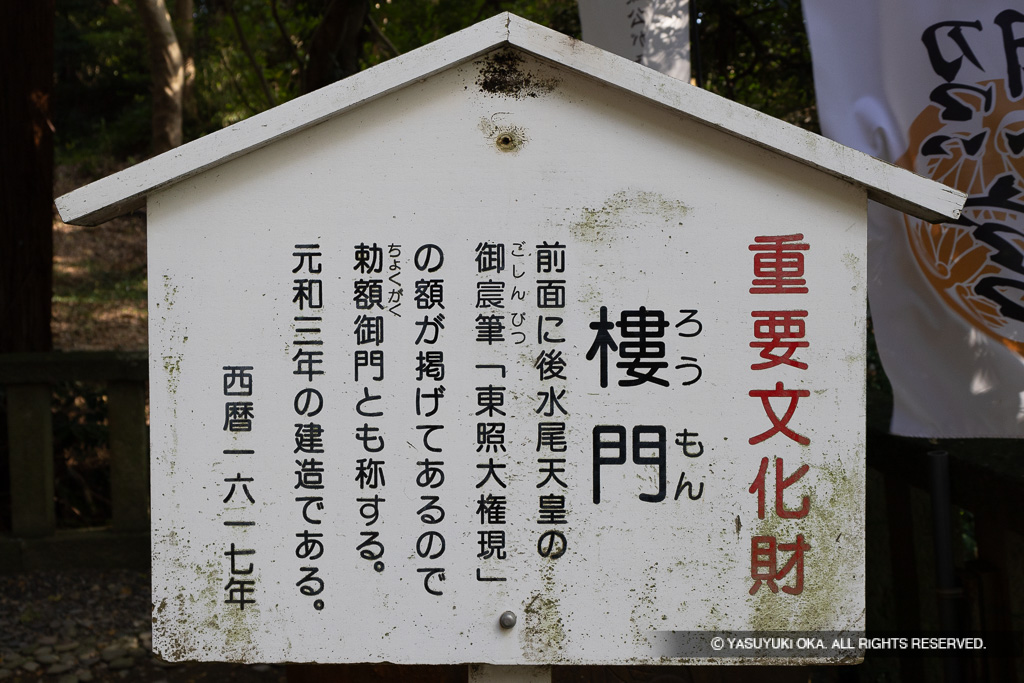 重要文化財
樓門
ろうもん
前面に後水尾天皇の
御宸筆「東照大権現」
ごしんぴつ
の額が掲げてあるので
勅額御門とも称する。
ちょくがく
元和三年の建造である。
西暦一六一七年
© YASUYUKI OKA. ALL RIGHTS RESERVED.